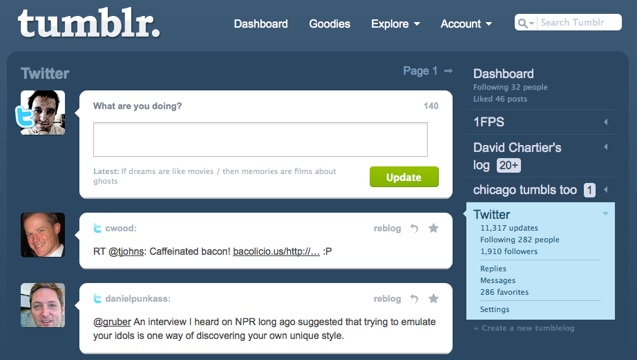 tumblr.
Dashboard Goodies Explore Account Search Tumblr
Twitter
Page 1 →
What are you doing? 140
Latest: If dreams are like movies / then memories are films about
ghosts
Update
cwood: reblog
RT @tjohns: Caffeinated bacon! bacolicio.us/http://… :P
danielpunkass: reblog
@gruber An interview I heard on NPR long ago suggested that trying to emulate
your idols is one way of discovering your own unique style.
Dashboard
Following 32 people
Liked 46 posts
1FPS
David Chartier's
log 20+
chicago tumbls too 1
Twitter
11,317 updates
Following 282 people
1,910 followers
Replies
Messages
286 favorites
Settings
+ Create a new tumblelog